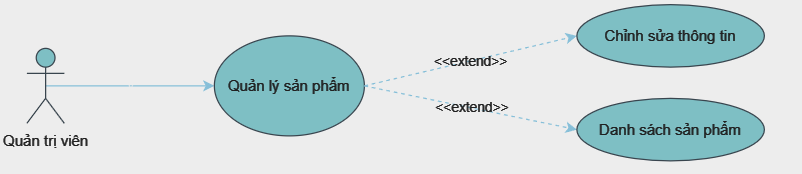 Chỉnh sửa thông tin
<<extend>>
Quản lý sản phẩm
<<extend>>
Danh sách sản phẩm
Quản trị viên